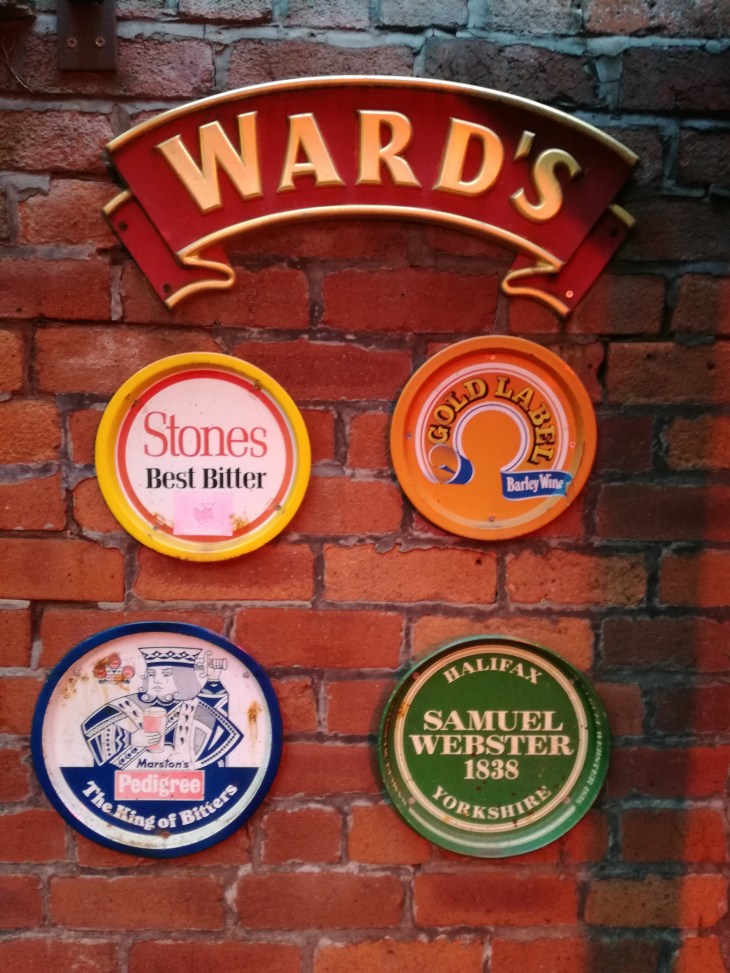 WARD'S
Stones
Best Bitter
GOLD LABEL
Barley Wine
Marston's
Pedigree
The King of Bitters
HALIFAX
SAMUEL
WEBSTER
1838
YORKSHIRE